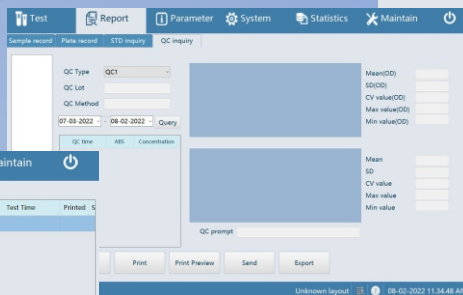 Test Report Parameter System Statistics Maintain
Sample record Plate record STD inquiry QC inquiry
QC Type QC1
QC Lot
QC Method
07-03-2022 - 08-02-2022 Query
QC time ABS Concentration
Mean(OD)
SD(OD)
CV value(OD)
Max value(OD)
Min value(OD)
Mean
SD
CV value
Max value
Min value
QC prompt
Print Print Preview Send Export
Unknown layout 08-02-2022 11:34:48 AM
aintain
Test Time Printed S